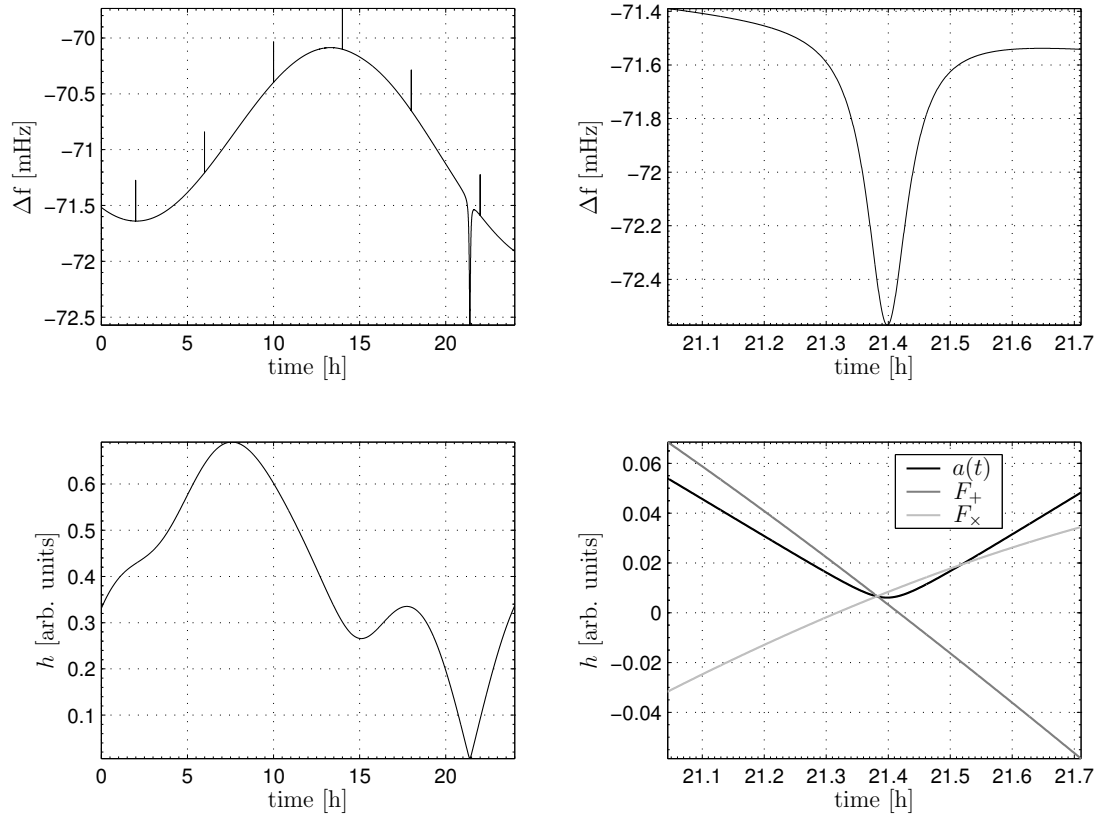 −70
−70.5
−71
−71.5
−72
−72.5
Δf [mHz]
0 5 10 15 20
time [h]
−71.4
−71.6
−71.8
−72
−72.2
−72.4
Δf [mHz]
21.1 21.2 21.3 21.4 21.5 21.6 21.7
time [h]
0.6
0.5
0.4
0.3
0.2
0.1
h [arb. units]
0 5 10 15 20
time [h]
0.06
0.04
0.02
0
−0.02
−0.04
h [arb. units]
a(t)
F+
F×
21.1 21.2 21.3 21.4 21.5 21.6 21.7
time [h]